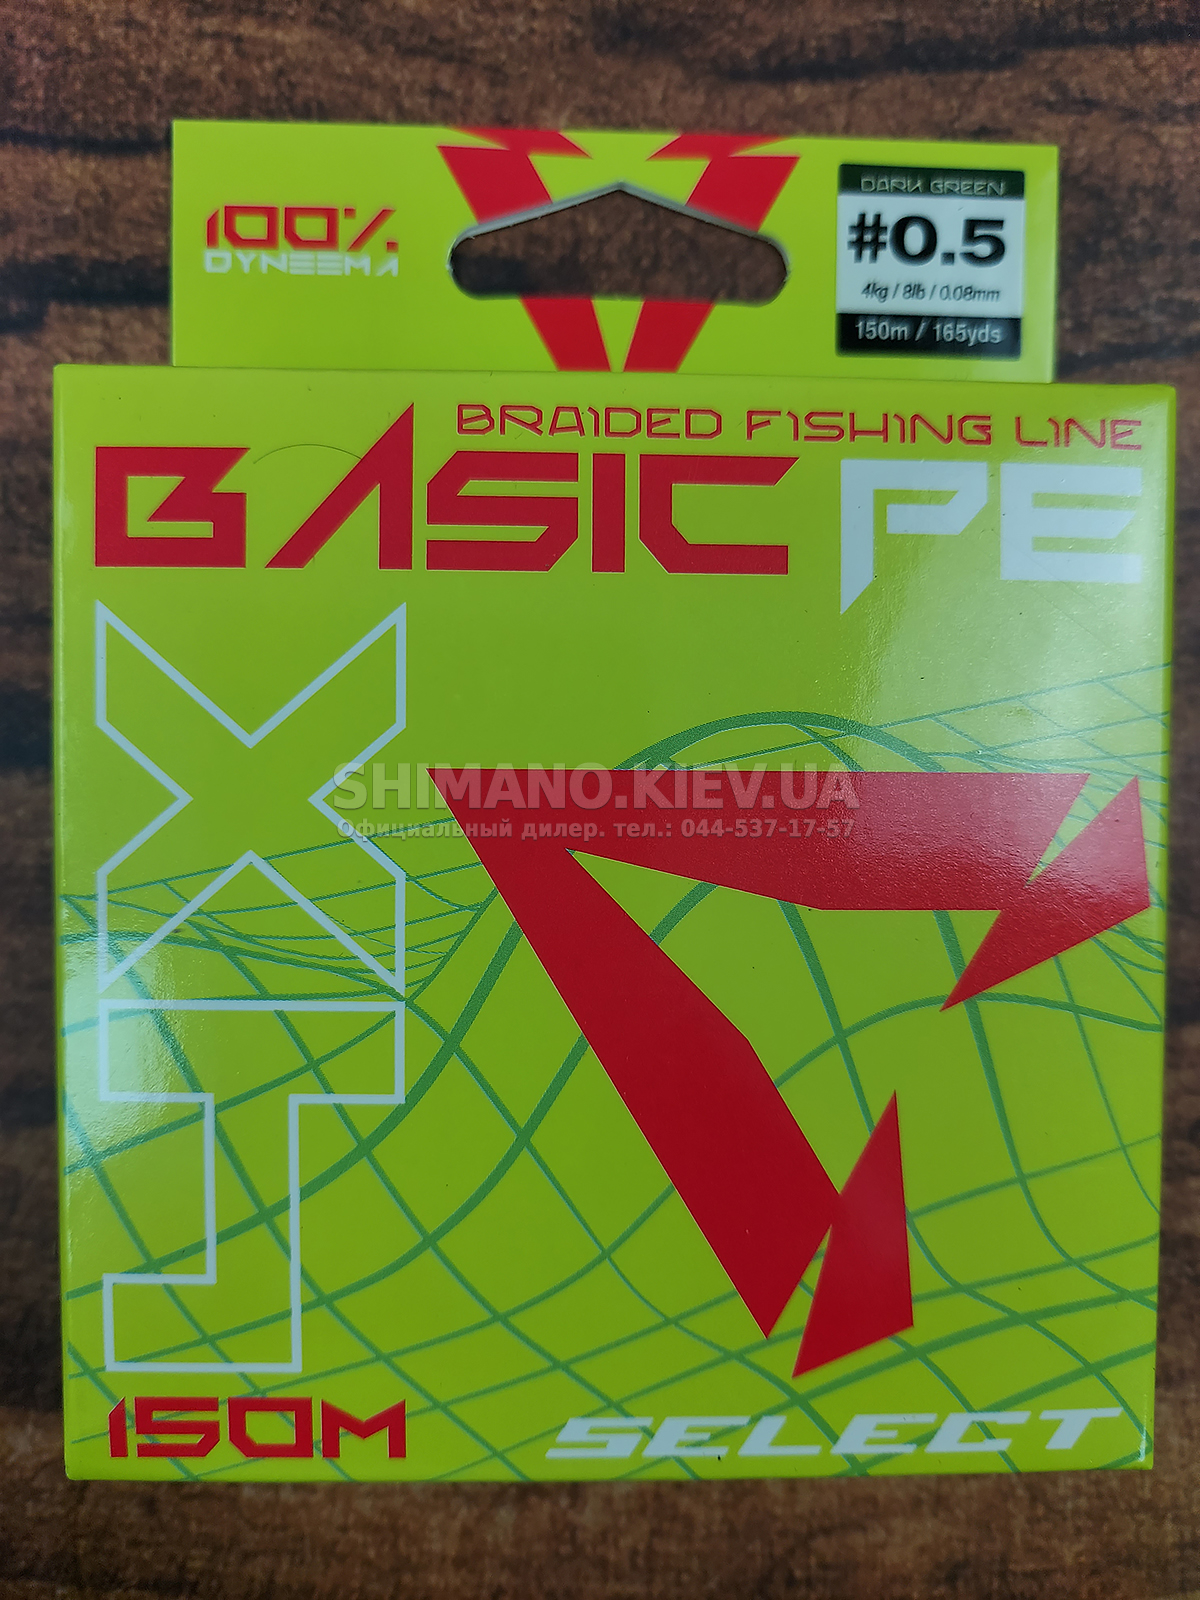 100%
DYNEEMA
DARK GREEN
#0.5
4kg / 8lb / 0.08mm
150m / 165yds
BRAIDED FISHING LINE
BASIC PE
X
SHIMANO.KIEV.UA
Официальный дилер. тел.: 044-537-17-57
150M
SELECT